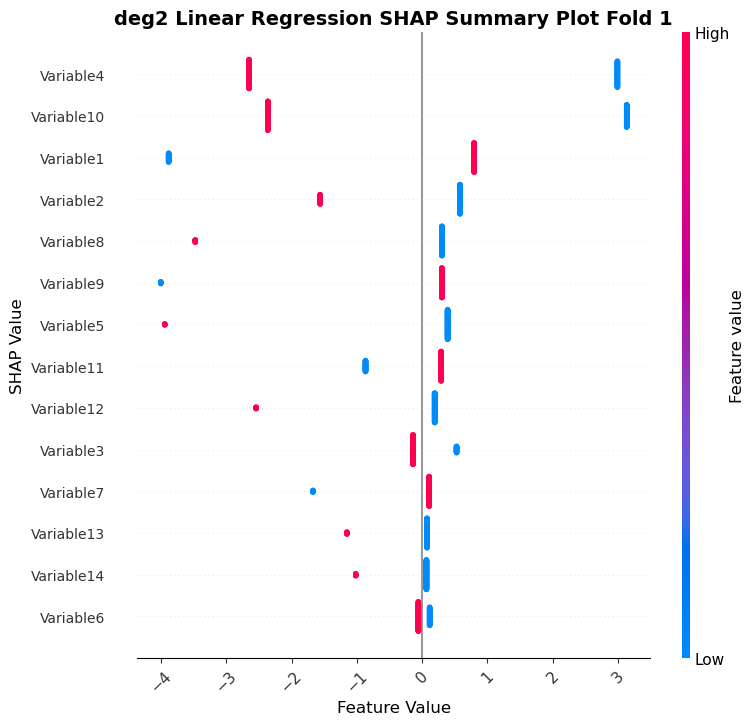 deg2 Linear Regression SHAP Summary Plot Fold 1
High
Variable4
Variable10
Variable1
Variable2
Variable8
Variable9
Variable5
Variable11
Variable12
Variable3
Variable7
Variable13
Variable14
Variable6
SHAP Value
Feature value
Low
−4 −3 −2 −1 0 1 2 3
Feature Value